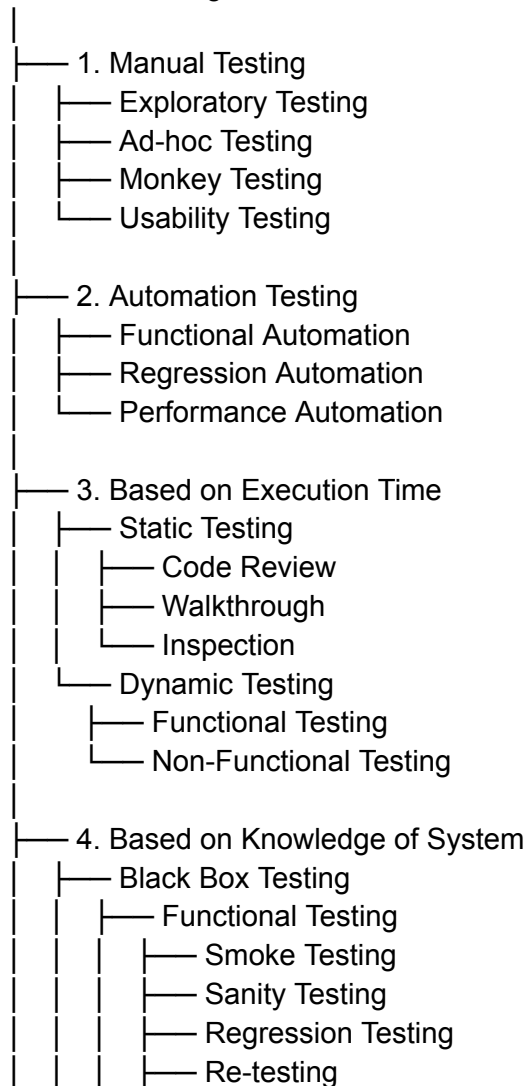 1. Manual Testing
Exploratory Testing
Ad-hoc Testing
Monkey Testing
Usability Testing
2. Automation Testing
Functional Automation
Regression Automation
Performance Automation
3. Based on Execution Time
Static Testing
Code Review
Walkthrough
Inspection
Dynamic Testing
Functional Testing
Non-Functional Testing
4. Based on Knowledge of System
Black Box Testing
Functional Testing
Smoke Testing
Sanity Testing
Regression Testing
Re-testing